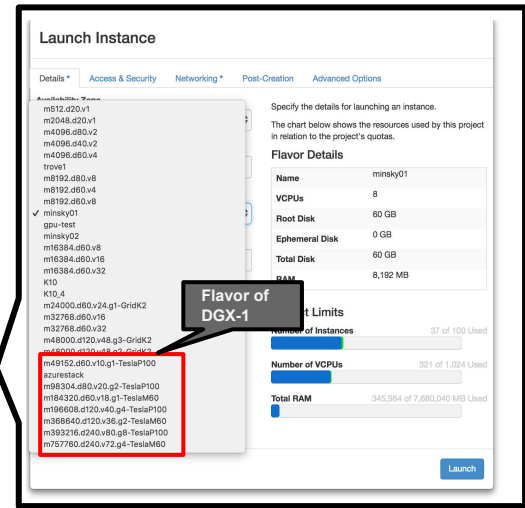 Launch Instance
Details * Access & Security Networking * Post-Creation Advanced Options
Availability Zone
m512.d20.v1
m2048.d20.v1
m4096.d80.v2
m4096.d40.v2
m4096.d60.v4
trove1
m8192.d80.v8
m8192.d60.v4
m8192.d60.v8
✓ minsky01
gpu-test
minsky02
m16384.d60.v8
m16384.d60.v16
m16384.d60.v32
K10
K10_4
m24000.d60.v24.g1-GridK2
m32768.d60.v16
m32768.d60.v32
m48000.d120.v48.g3-GridK2
m48000.d120.v48.g2-GridK2
m49152.d60.v10.g1-TeslaP100
azurestack
m98304.d80.v20.g2-TeslaP100
m184320.d60.v18.g1-TeslaM60
m196608.d120.v40.g4-TeslaP100
m368640.d120.v36.g2-TeslaM60
m393216.d240.v80.g8-TeslaP100
m757760.d240.v72.g4-TeslaM60
Flavor of
DGX-1
Specify the details for launching an instance.
The chart below shows the resources used by this project
in relation to the project's quotas.
Flavor Details
Name minsky01
VCPUs 8
Root Disk 60 GB
Ephemeral Disk 0 GB
Total Disk 60 GB
RAM 8,192 MB
Limits
Number of Instances 37 of 100 Used
Number of VCPUs 321 of 1,024 Used
Total RAM 345,984 of 7,680,040 MB Used
Launch